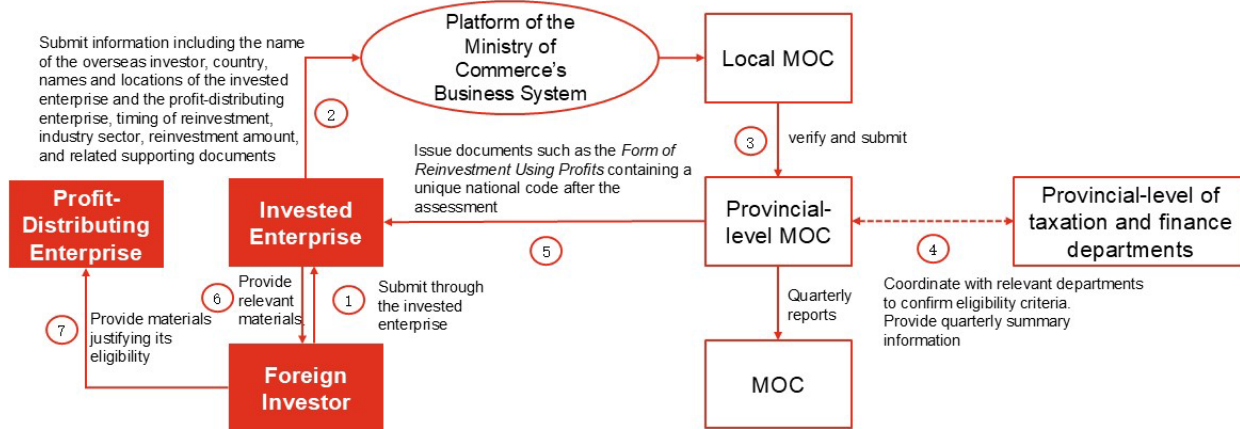 Submit information including the name
of the overseas investor, country,
names and locations of the invested
enterprise and the profit-distributing
enterprise, timing of reinvestment,
industry sector, reinvestment amount,
and related supporting documents
2
Platform of the
Ministry of
Commerce's
Business System
Local MOC
3
verify and submit
Issue documents such as the Form of
Reinvestment Using Profits containing a
unique national code after the
assessment
Profit-
Distributing
Enterprise
Invested
Enterprise
5
Provincial-
level MOC
4
Provincial-level of
taxation and finance
departments
Coordinate with relevant departments
to confirm eligibility criteria.
Provide quarterly summary
information
7
Provide materials
justifying its
eligibility
6
Provide
relevant
materials
1
Submit through
the invested
enterprise
Quarterly
reports
Foreign
Investor
MOC